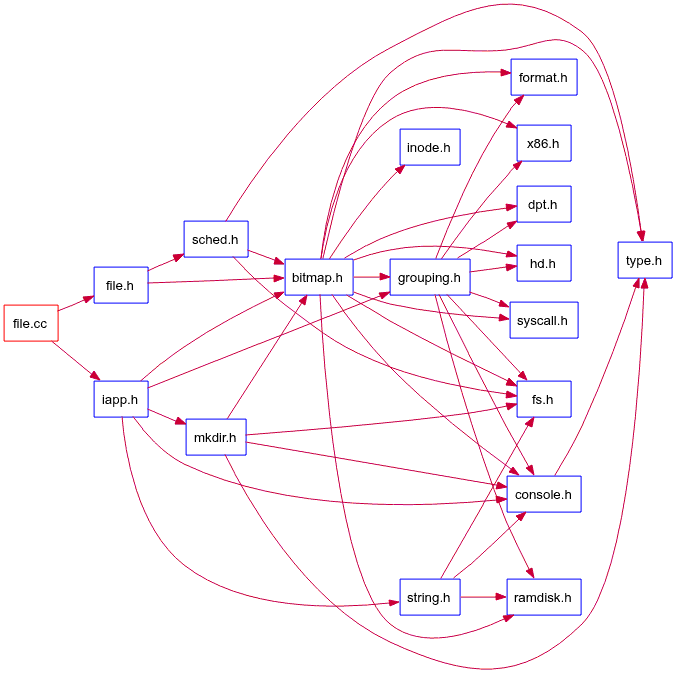 format.h
x86.h
inode.h
dpt.h
sched.h
type.h
hd.h
bitmap.h
grouping.h
file.h
syscall.h
file.cc
iapp.h
fs.h
mkdir.h
console.h
string.h
ramdisk.h